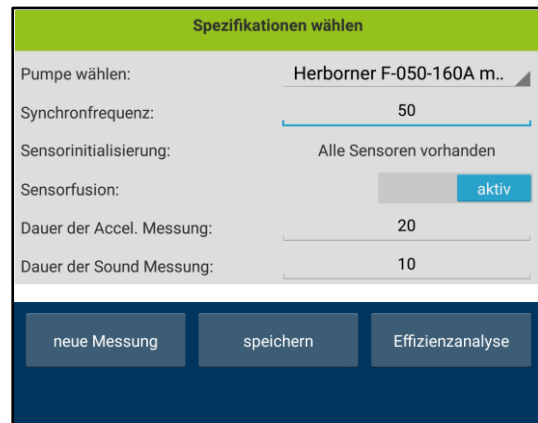 Spezifikationen wählen
Pumpe wählen: Herborner F-050-160A m..
Synchronfrequenz: 50
Sensorinitialisierung: Alle Sensoren vorhanden
Sensorfusion: aktiv
Dauer der Accel. Messung: 20
Dauer der Sound Messung: 10
neue Messung speichern Effizienzanalyse